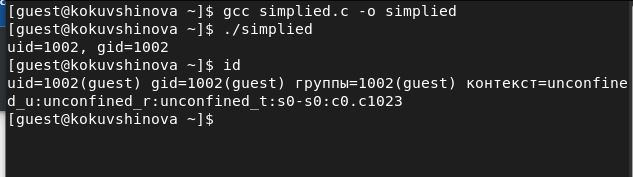 [guest@kokuvshinova ~]$ gcc simplied.c -o simplied
[guest@kokuvshinova ~]$ ./simplied
uid=1002, gid=1002
[guest@kokuvshinova ~]$ id
uid=1002(guest) gid=1002(guest) группы=1002(guest) контекст=unconfine
d_u:unconfined_r:unconfined_t:s0-s0:c0.c1023
[guest@kokuvshinova ~]$